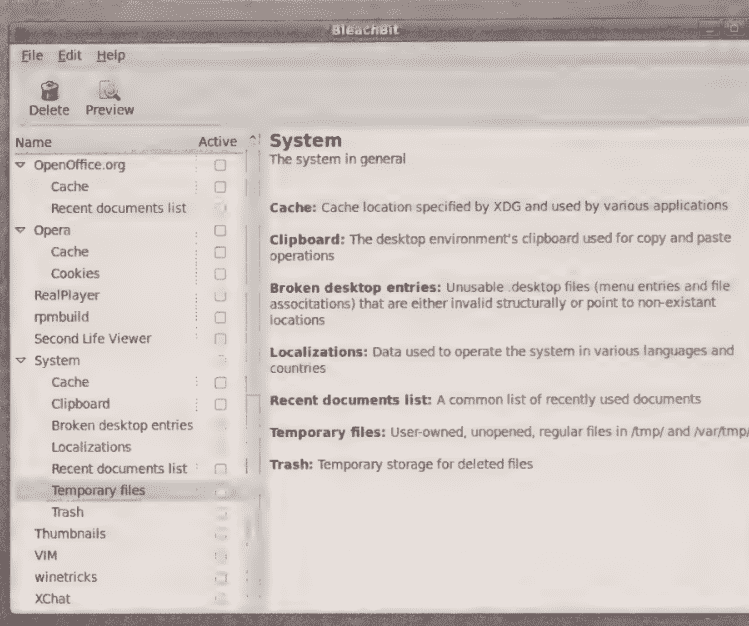 BleachBit
File Edit Help
Delete Preview
Name Active
OpenOffice.org
Cache
Recent documents list
Opera
Cache
Cookies
RealPlayer
rpmbuild
Second Life Viewer
System
Cache
Clipboard
Broken desktop entries
Localizations
Recent documents list
Temporary files
Trash
Thumbnails
VIM
winetricks
XChat
System
The system in general
Cache: Cache location specified by XDG and used by various applications
Clipboard: The desktop environment's clipboard used for copy and paste
operations
Broken desktop entries: Unusable .desktop files (menu entries and file
associtations) that are either invalid structurally or point to non-existant
locations
Localizations: Data used to operate the system in various languages and
countries
Recent documents list: A common list of recently used documents
Temporary files: User-owned, unopened, regular files in /tmp/ and /var/tmp/
Trash: Temporary storage for deleted files